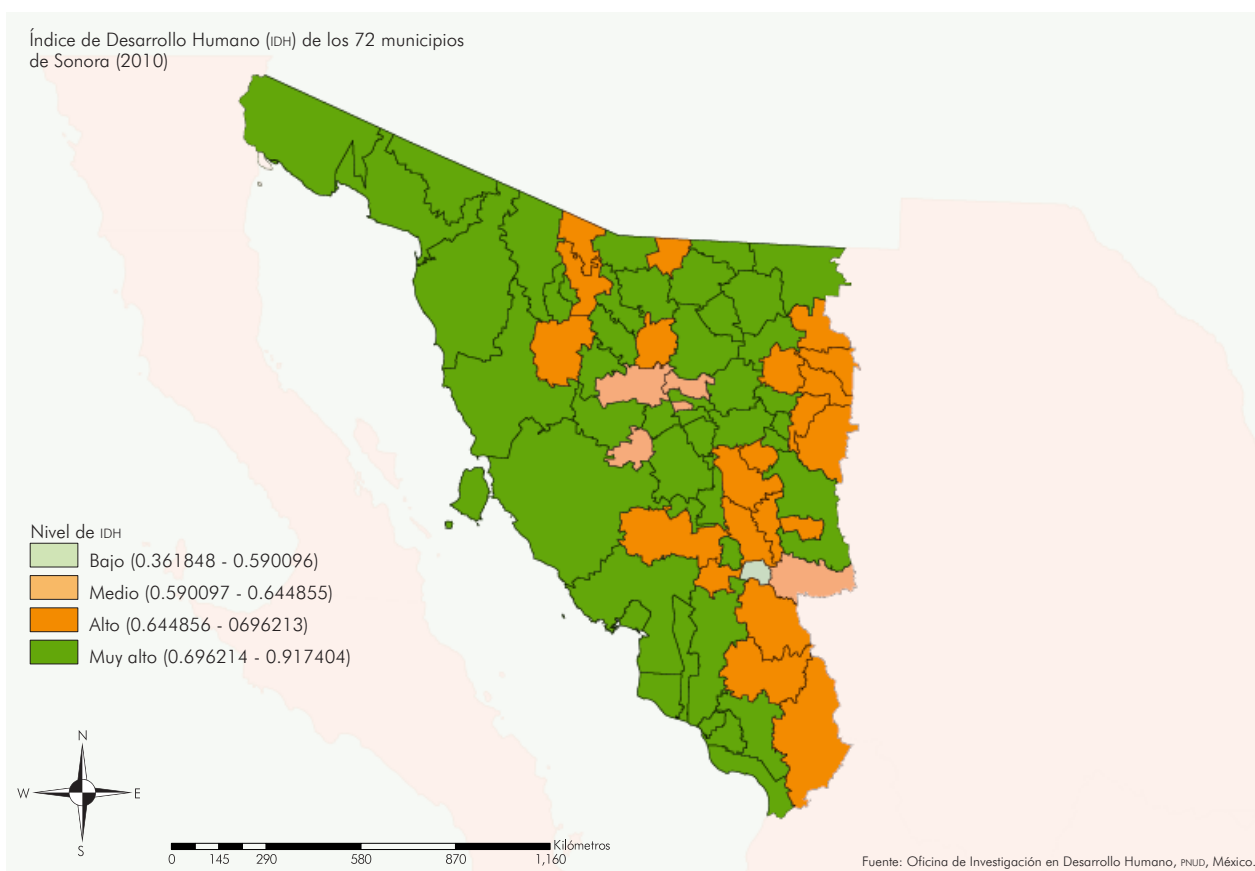 Índice de Desarrollo Humano (IDH) de los 72 municipios
de Sonora (2010)
Nivel de IDH
Bajo (0.361848 - 0.590096)
Medio (0.590097 - 0.644855)
Alto (0.644856 - 0696213)
Muy alto (0.696214 - 0.917404)
N
W E
S
Kilómetros
0 145 290 580 870 1,160
Fuente: Oficina de Investigación en Desarrollo Humano, PNUD, México.